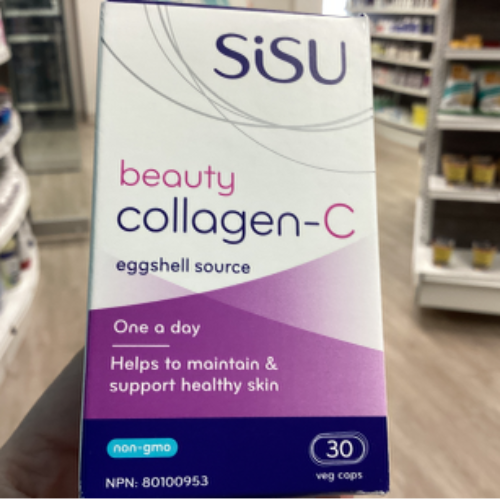 SiSU
beauty
collagen-C
eggshell source
One a day
Helps to maintain &
support healthy skin
non-gmo
30
NPN: 80100953
veg caps